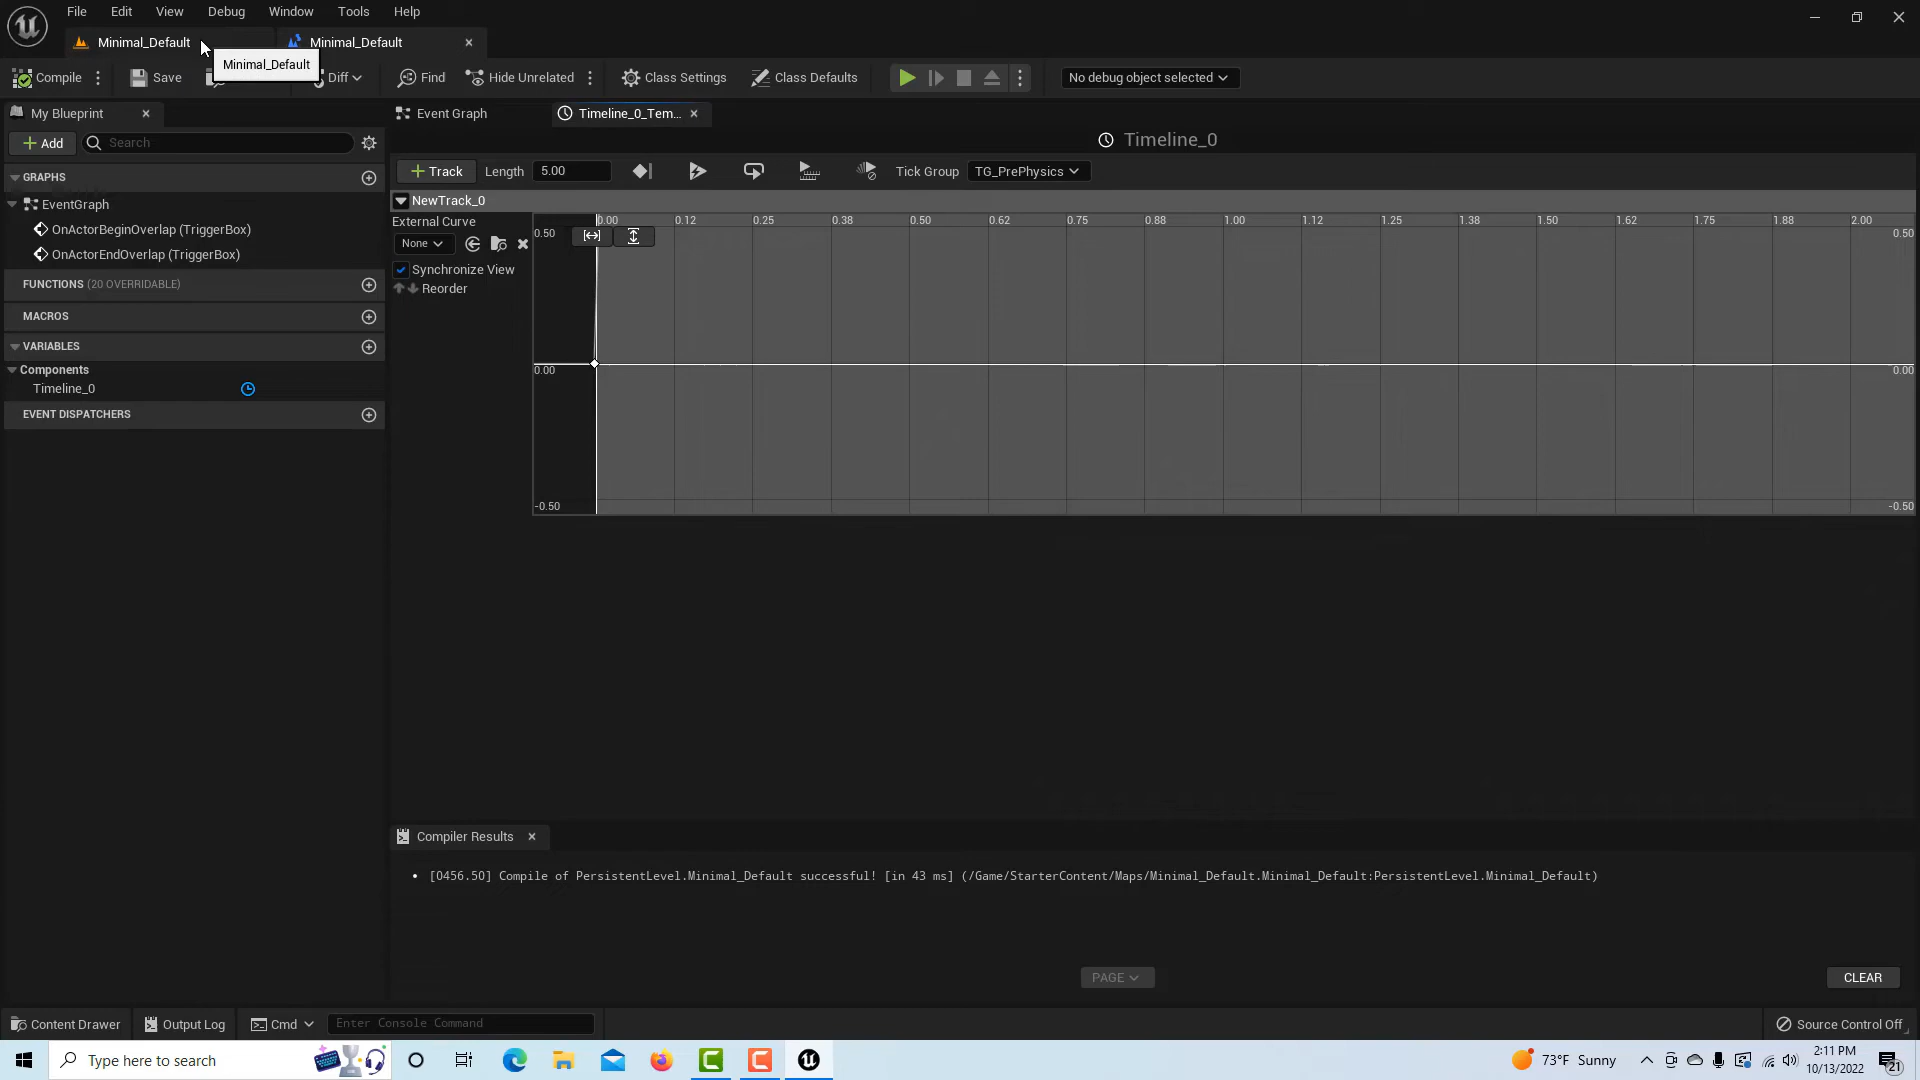 File Edit View Debug Window Tools Help
Minimal_Default Minimal_Default
Minimal_Default
Compile Save Diff Find Hide Unrelated Class Settings Class Defaults No debug object selected
My Blueprint Event Graph Timeline_0_Tem...
Add Search Timeline_0
Track Length 5.00 Tick Group TG_PrePhysics
GRAPHS
NewTrack_0
EventGraph
External Curve 0.00 0.12 0.25 0.38 0.50 0.62 0.75 0.88 1.00 1.12 1.25 1.38 1.50 1.62 1.75 1.88 2.00
OnActorBeginOverlap (TriggerBox) 0.50 0.50
None
OnActorEndOverlap (TriggerBox)
Synchronize View
FUNCTIONS (20 OVERRIDABLE) Reorder
MACROS
VARIABLES
Components 0.00 0.00
Timeline_0
EVENT DISPATCHERS
-0.50 -0.50
Compiler Results
• [0456.50] Compile of PersistentLevel.Minimal_Default successful! [in 43 ms] (/Game/StarterContent/Maps/Minimal_Default.Minimal_Default:PersistentLevel.Minimal_Default)
PAGE CLEAR
Content Drawer Output Log Cmd Enter Console Command Source Control Off
Type here to search 73°F Sunny 2:11 PM
10/13/2022 21